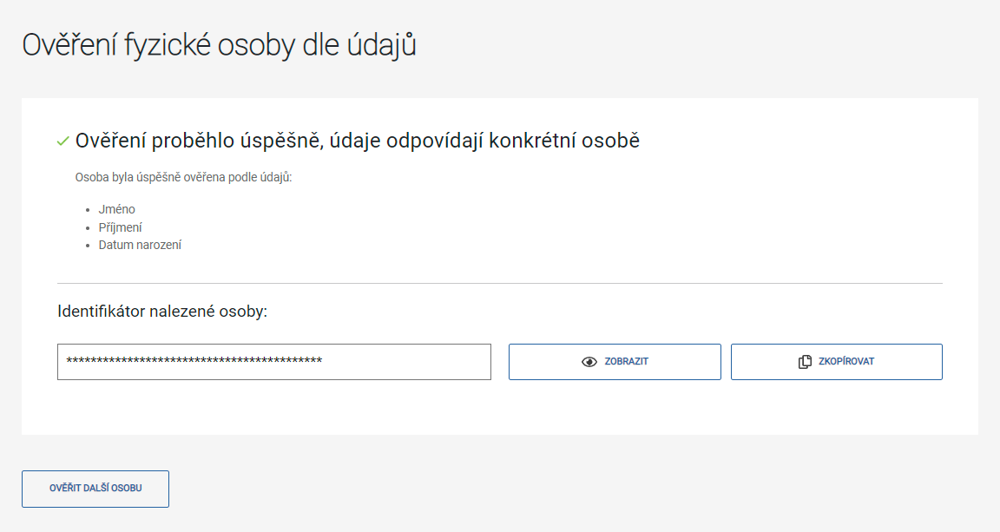 Ověření fyzické osoby dle údajů
Ověření proběhlo úspěšně, údaje odpovídají konkrétní osobě
Osoba byla úspěšně ověřena podle údajů:
• Jméno
• Příjmení
• Datum narození
Identifikátor nalezené osoby:
******************************************
ZOBRAZIT
ZKOPÍROVAT
OVĚŘIT DALŠÍ OSOBU